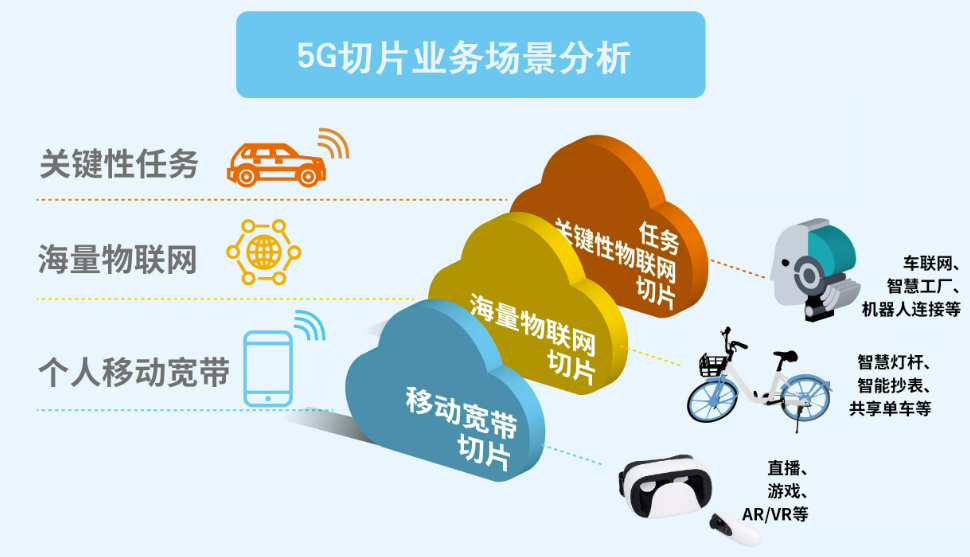 5G切片业务场景分析
关键性任务
海量物联网
个人移动宽带
任务
关键性物联网
切片
海量物联网
切片
移动宽带
切片
车联网、
智慧工厂、
机器人连接等
智慧灯杆、
智能抄表、
共享单车等
直播、
游戏、
AR/VR等